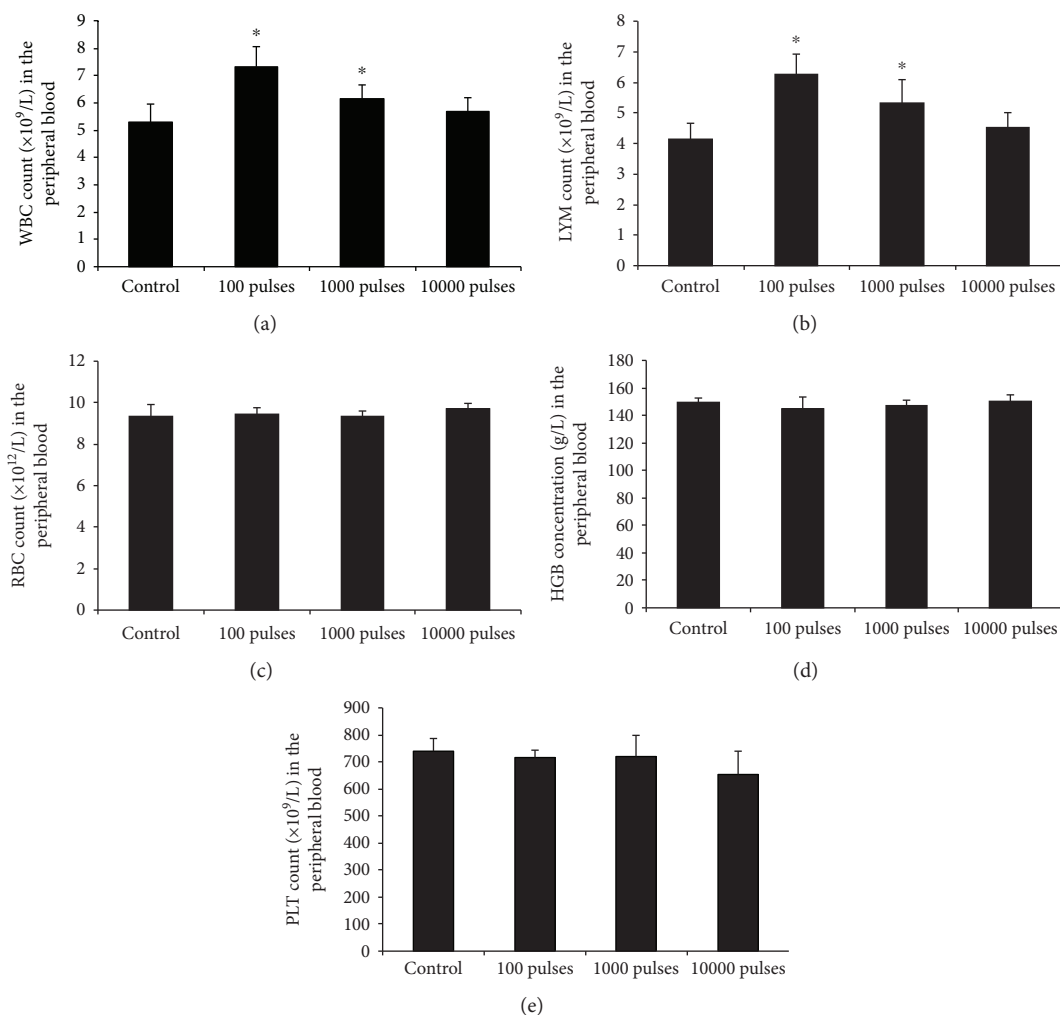 WBC count (×10⁹/L) in the
peripheral blood
9
8
7
6
5
4
3
2
1
0
*
*
Control
100 pulses
1000 pulses
10000 pulses
(a)
LYM count (×10⁹/L) in the
peripheral blood
8
7
6
5
4
3
2
1
0
*
*
Control
100 pulses
1000 pulses
10000 pulses
(b)
RBC count (×10¹²/L) in the
peripheral blood
12
10
8
6
4
2
0
Control
100 pulses
1000 pulses
10000 pulses
(c)
HGB concentration (g/L) in the
peripheral blood
180
160
140
120
100
80
60
40
20
0
Control
100 pulses
1000 pulses
10000 pulses
(d)
PLT count (×10⁹/L) in the
peripheral blood
900
800
700
600
500
400
300
200
100
0
Control
100 pulses
1000 pulses
10000 pulses
(e)